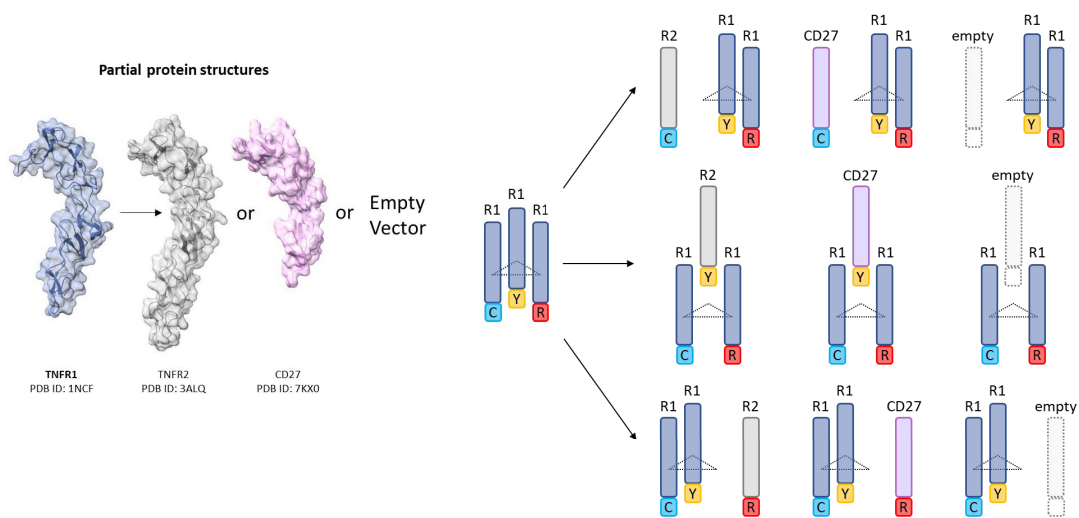 Partial protein structures
or
or
Empty
Vector
TNFR1
PDB ID: 1NCF
TNFR2
PDB ID: 3ALQ
CD27
PDB ID: 7KX0
R1
R1
R1
C
Y
R
R2
R1
R1
C
Y
R
CD27
R1
R1
C
Y
R
empty
R1
R1
Y
R
R2
R1
R1
Y
C
R
CD27
R1
R1
Y
C
R
empty
R1
R1
C
R
R1
R1
R2
C
Y
R
R1
R1
CD27
C
Y
R
R1
R1
empty
C
Y